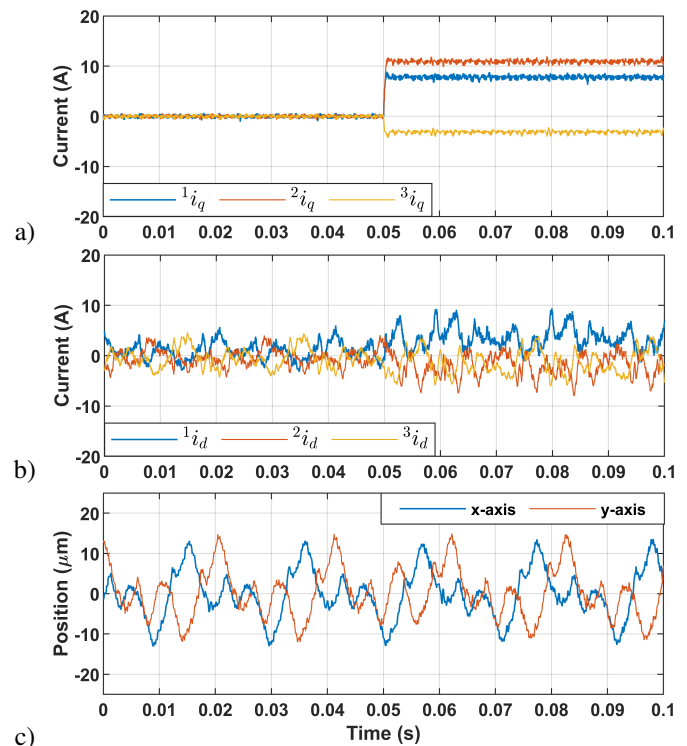 20
10
0
-10
-20
Current (A)
¹i_q ²i_q ³i_q
0 0.01 0.02 0.03 0.04 0.05 0.06 0.07 0.08 0.09 0.1
a)
20
10
0
-10
-20
Current (A)
¹i_d ²i_d ³i_d
0 0.01 0.02 0.03 0.04 0.05 0.06 0.07 0.08 0.09 0.1
b)
x-axis y-axis
20
10
0
-10
-20
Position (μm)
0 0.01 0.02 0.03 0.04 0.05 0.06 0.07 0.08 0.09 0.1
Time (s)
c)